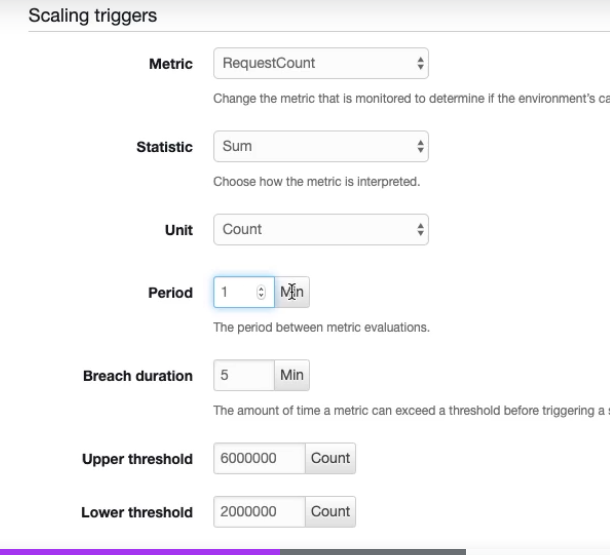 Scaling triggers
Metric RequestCount
Change the metric that is monitored to determine if the environment's ca
Statistic Sum
Choose how the metric is interpreted.
Unit Count
Period 1 Min
The period between metric evaluations.
Breach duration 5 Min
The amount of time a metric can exceed a threshold before triggering a s
Upper threshold 6000000 Count
Lower threshold 2000000 Count